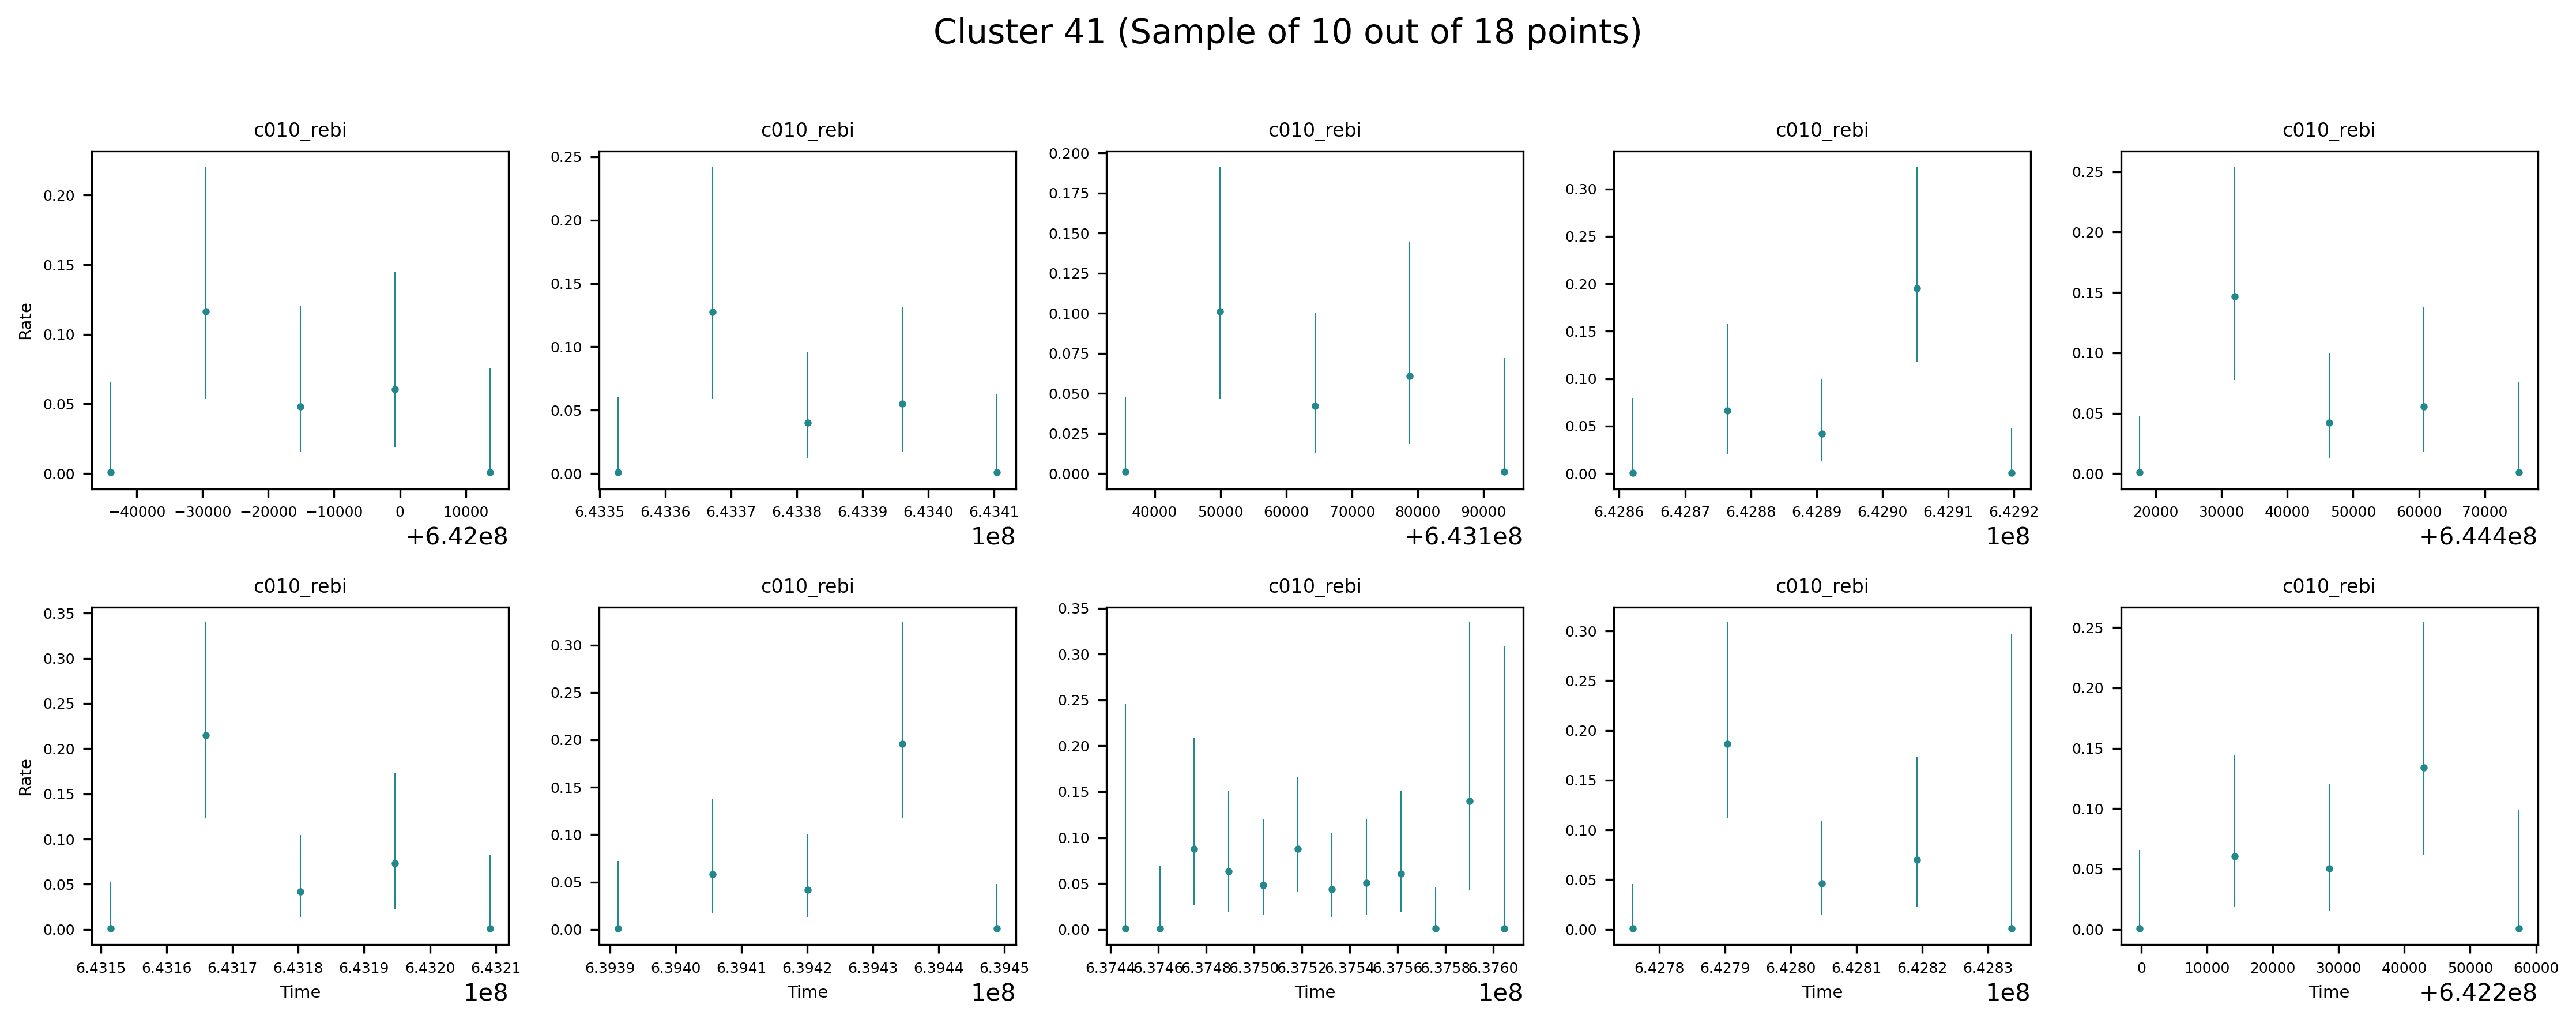 Cluster 41 (Sample of 10 out of 18 points)
c010_rebi c010_rebi c010_rebi c010_rebi c010_rebi
Rate
0.20
0.15
0.10
0.05
0.00
−40000 −30000 −20000 −10000 0 10000
+6.42e8
0.25
0.20
0.15
0.10
0.05
0.00
6.4335 6.4336 6.4337 6.4338 6.4339 6.4340 6.4341
1e8
0.200
0.175
0.150
0.125
0.100
0.075
0.050
0.025
0.000
40000 50000 60000 70000 80000 90000
+6.431e8
0.30
0.25
0.20
0.15
0.10
0.05
0.00
6.4286 6.4287 6.4288 6.4289 6.4290 6.4291 6.4292
1e8
0.25
0.20
0.15
0.10
0.05
0.00
20000 30000 40000 50000 60000 70000
+6.444e8
c010_rebi c010_rebi c010_rebi c010_rebi c010_rebi
Rate
0.35
0.30
0.25
0.20
0.15
0.10
0.05
0.00
6.4315 6.4316 6.4317 6.4318 6.4319 6.4320 6.4321
Time 1e8
0.30
0.25
0.20
0.15
0.10
0.05
0.00
6.3939 6.3940 6.3941 6.3942 6.3943 6.3944 6.3945
Time 1e8
0.35
0.30
0.25
0.20
0.15
0.10
0.05
0.00
6.3744 6.3746 6.3748 6.3750 6.3752 6.3754 6.3756 6.3758 6.3760
Time 1e8
0.30
0.25
0.20
0.15
0.10
0.05
0.00
6.4278 6.4279 6.4280 6.4281 6.4282 6.4283
Time 1e8
0.25
0.20
0.15
0.10
0.05
0.00
0 10000 20000 30000 40000 50000 60000
Time +6.422e8